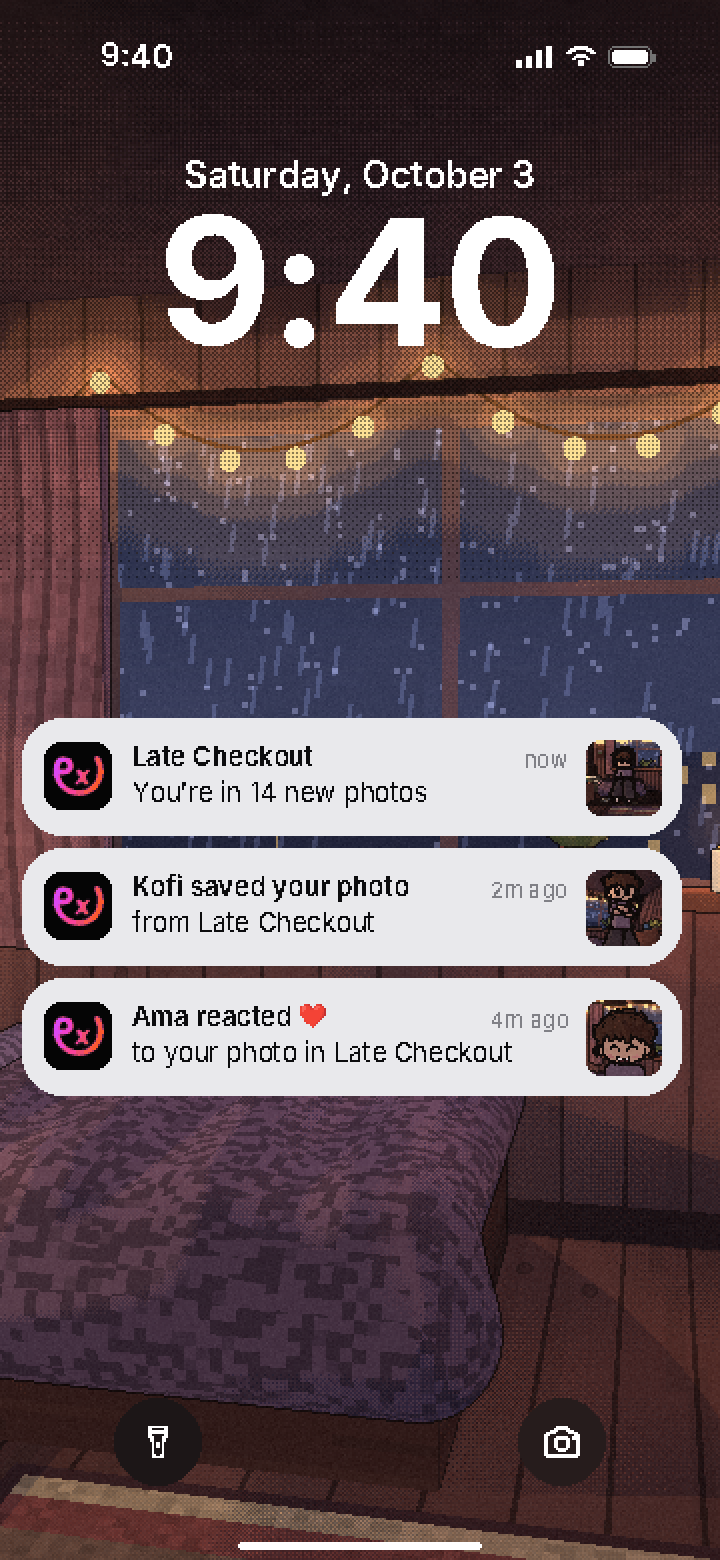 9:40
Saturday, October 3
9:40
Late Checkout
now
You're in 14 new photos
Kofi saved your photo
2m ago
from Late Checkout
Ama reacted ❤️
4m ago
to your photo in Late Checkout